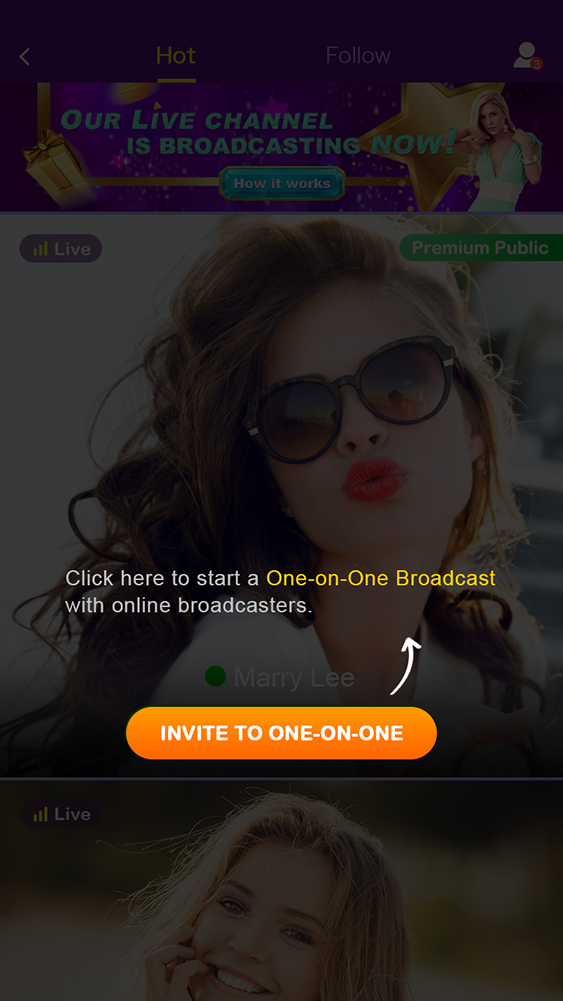 Hot
Follow
3
OUR LIVE CHANNEL
IS BROADCASTING NOW!
How it works
Live
Premium Public
Click here to start a One-on-One Broadcast
with online broadcasters.
Marry Lee
INVITE TO ONE-ON-ONE
Live